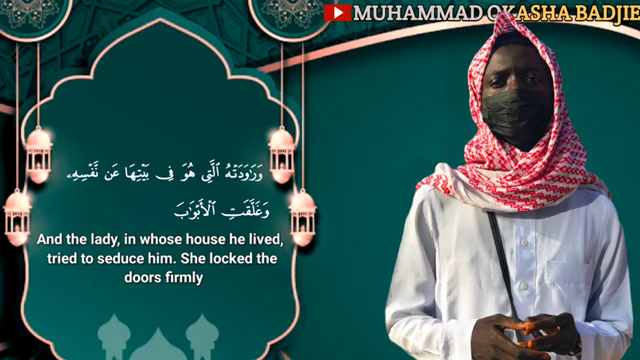 MUHAMMAD OKASHA BADJIE
وَرَٰوَدَتْهُ ٱلَّتِى هُوَ فِى بَيْتِهَا عَن نَّفْسِهِۦ
وَغَلَّقَتِ ٱلْأَبْوَٰبَ
And the lady, in whose house he lived,
tried to seduce him. She locked the
doors firmly